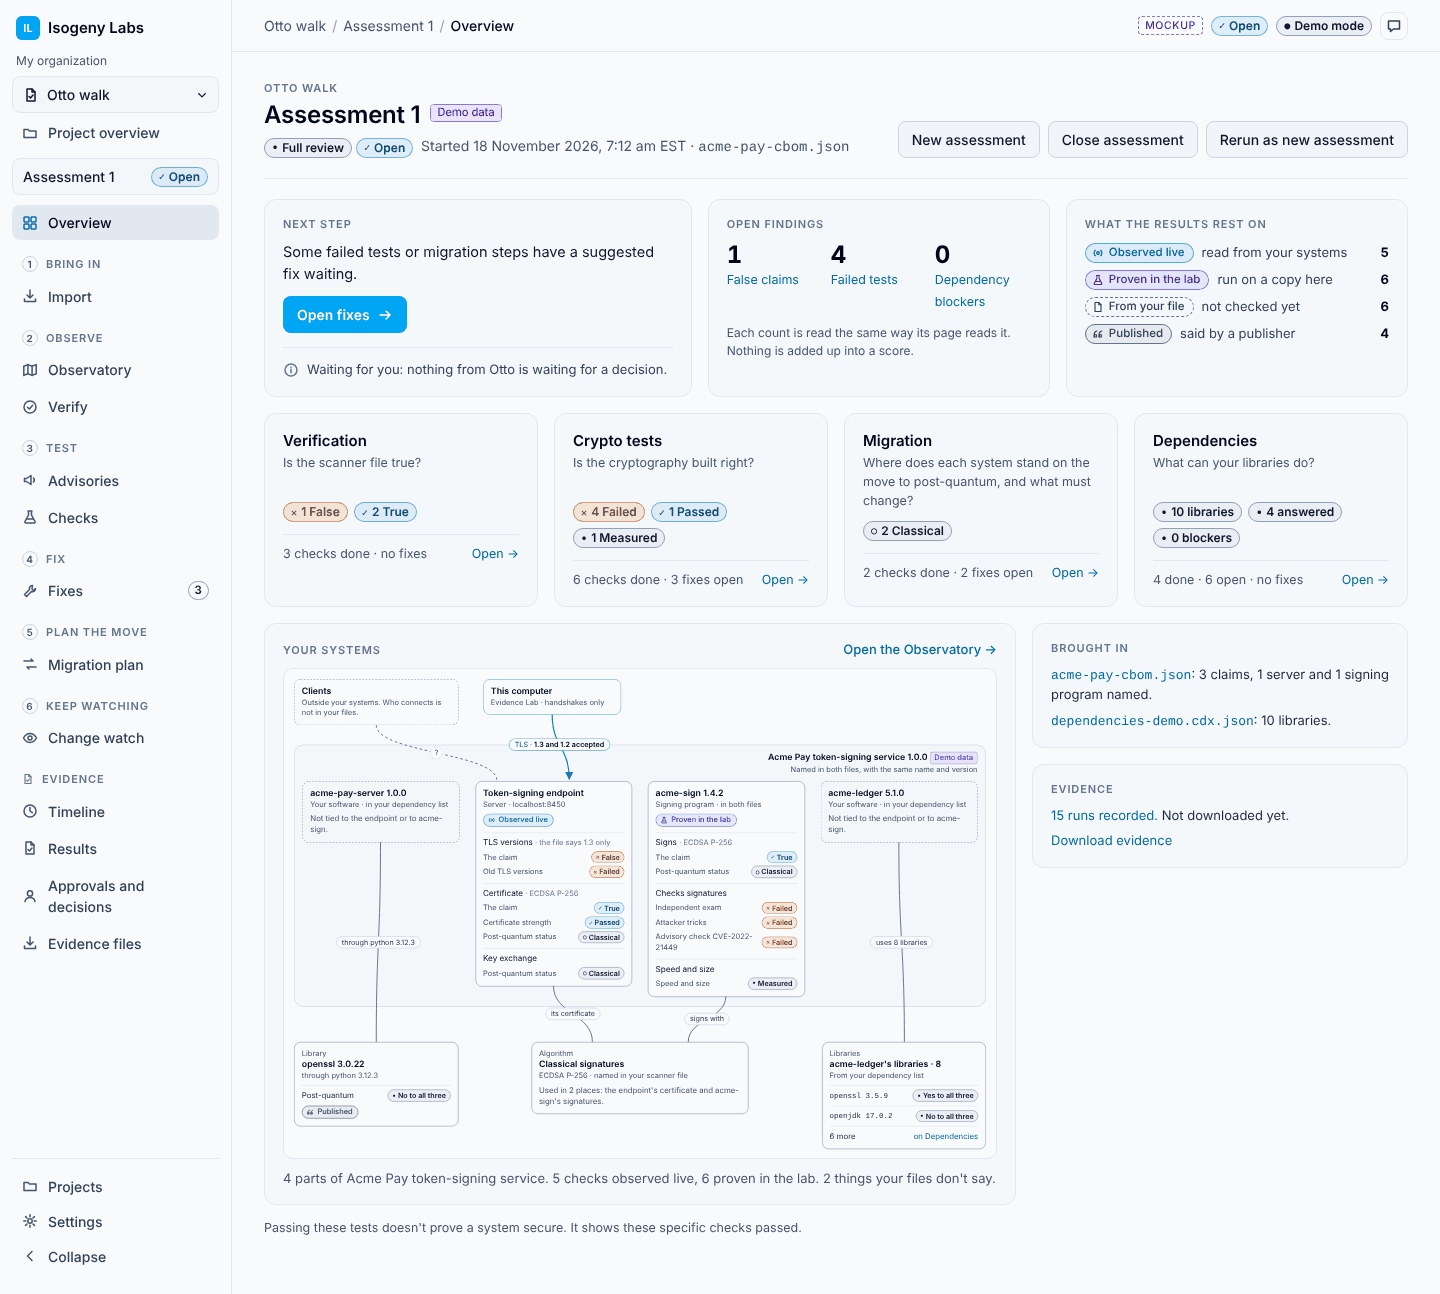 IL Isogeny Labs
My organization
Otto walk
Project overview
Assessment 1 ✓ Open
Overview
1 BRING IN
Import
2 OBSERVE
Observatory
Verify
3 TEST
Advisories
Checks
4 FIX
Fixes 3
5 PLAN THE MOVE
Migration plan
6 KEEP WATCHING
Change watch
EVIDENCE
Timeline
Results
Approvals and
decisions
Evidence files
Projects
Settings
Collapse
Otto walk / Assessment 1 / Overview
MOCKUP ✓ Open • Demo mode
OTTO WALK
Assessment 1 Demo data
• Full review ✓ Open Started 18 November 2026, 7:12 am EST · acme-pay-cbom.json
New assessment Close assessment Rerun as new assessment
NEXT STEP
Some failed tests or migration steps have a suggested
fix waiting.
Open fixes →
Waiting for you: nothing from Otto is waiting for a decision.
OPEN FINDINGS
1 4 0
False claims Failed tests Dependency
blockers
Each count is read the same way its page reads it.
Nothing is added up into a score.
WHAT THE RESULTS REST ON
Observed live read from your systems 5
Proven in the lab run on a copy here 6
From your file not checked yet 6
Published said by a publisher 4
Verification
Is the scanner file true?
× 1 False ✓ 2 True
3 checks done · no fixes Open →
Crypto tests
Is the cryptography built right?
× 4 Failed ✓ 1 Passed
• 1 Measured
6 checks done · 3 fixes open Open →
Migration
Where does each system stand on the
move to post-quantum, and what must
change?
○ 2 Classical
2 checks done · 2 fixes open Open →
Dependencies
What can your libraries do?
• 10 libraries • 4 answered
• 0 blockers
4 done · 6 open · no fixes Open →
YOUR SYSTEMS Open the Observatory →
Clients
Outside your systems. Who connects is
not in your files.
This computer
Evidence Lab · handshakes only
?
TLS · 1.3 and 1.2 accepted
Acme Pay token-signing service 1.0.0 Demo data
Named in both files, with the same name and version
acme-pay-server 1.0.0
Your software · in your dependency list
Not tied to the endpoint or to acme-
sign.
Token-signing endpoint
Server · localhost:8450
Observed live
TLS versions · the file says 1.3 only
The claim × False
Old TLS versions × Failed
Certificate · ECDSA P-256
The claim ✓ True
Certificate strength ✓ Passed
Post-quantum status ○ Classical
Key exchange
Post-quantum status ○ Classical
acme-sign 1.4.2
Signing program · in both files
Proven in the lab
Signs · ECDSA P-256
The claim ✓ True
Post-quantum status ○ Classical
Checks signatures
Independent exam × Failed
Attacker tricks × Failed
Advisory check CVE-2022-
21449 × Failed
Speed and size
Speed and size • Measured
acme-ledger 5.1.0
Your software · in your dependency list
Not tied to the endpoint or to acme-
sign.
through python 3.12.3
uses 8 libraries
its certificate
signs with
Library
openssl 3.0.22
through python 3.12.3
Post-quantum • No to all three
Published
Algorithm
Classical signatures
ECDSA P-256 · named in your scanner file
Used in 2 places: the endpoint's certificate and acme-
sign's signatures.
Libraries
acme-ledger's libraries · 8
From your dependency list
openssl 3.5.9 • Yes to all three
openjdk 17.0.2 • No to all three
6 more on Dependencies
4 parts of Acme Pay token-signing service. 5 checks observed live, 6 proven in the lab. 2 things your files don't say.
BROUGHT IN
acme-pay-cbom.json: 3 claims, 1 server and 1 signing
program named.
dependencies-demo.cdx.json: 10 libraries.
EVIDENCE
15 runs recorded. Not downloaded yet.
Download evidence
Passing these tests doesn't prove a system secure. It shows these specific checks passed.